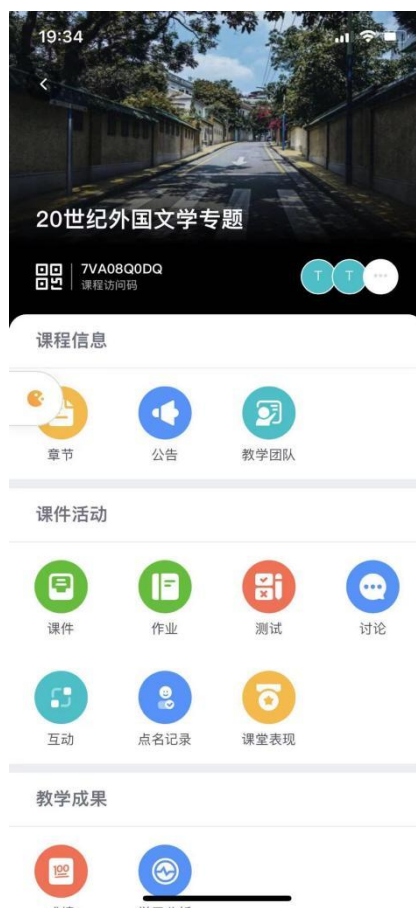 19:34
20世纪外国文学专题
7VA08Q0DQ
课程访问码
T T
课程信息
章节 公告 教学团队
课件活动
课件 作业 测试 讨论
互动 点名记录 课堂表现
教学成果
100